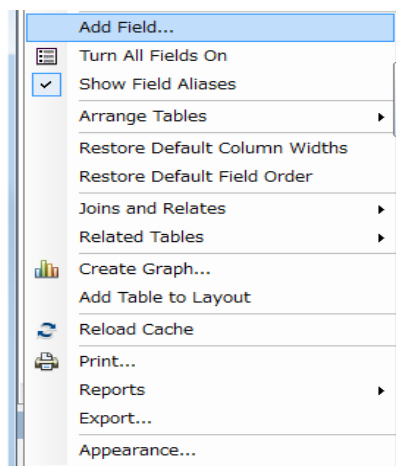 Add Field...
Turn All Fields On
Show Field Aliases
Arrange Tables
Restore Default Column Widths
Restore Default Field Order
Joins and Relates
Related Tables
Create Graph...
Add Table to Layout
Reload Cache
Print...
Reports
Export...
Appearance...